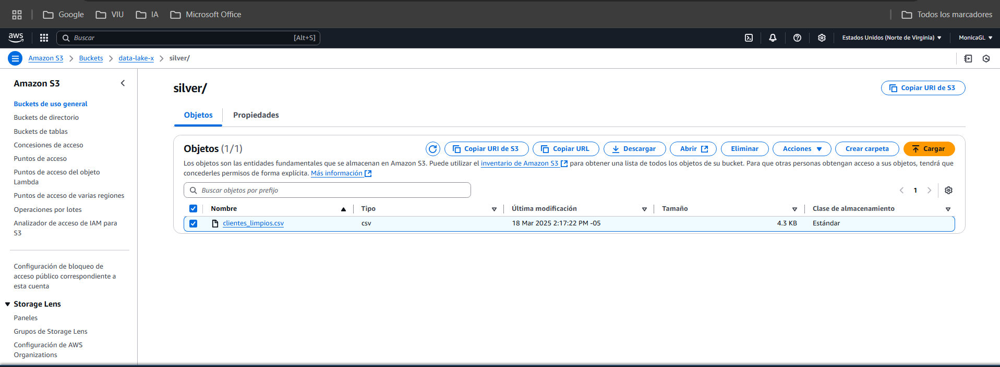 Google VIU IA Microsoft Office Todos los marcadores
aws Buscar [Alt+S] Estados Unidos (Norte de Virginia) MonicaGL
Amazon S3 Buckets data-lake-x silver/
Amazon S3
Buckets de uso general
Buckets de directorio
Buckets de tablas
Concesiones de acceso
Puntos de acceso
Puntos de acceso del objeto
Lambda
Puntos de acceso de varias regiones
Operaciones por lotes
Analizador de acceso de IAM para
S3
Configuración de bloqueo de
acceso público correspondiente a
esta cuenta
Storage Lens
Paneles
Grupos de Storage Lens
Configuración de AWS
Organizations
silver/
Copiar URI de S3
Objetos Propiedades
Objetos (1/1) Copiar URI de S3 Copiar URL Descargar Abrir Eliminar Acciones Crear carpeta Cargar
Los objetos son las entidades fundamentales que se almacenan en Amazon S3. Puede utilizar el inventario de Amazon S3 para obtener una lista de todos los objetos de su bucket. Para que otras personas obtengan acceso a sus objetos, tendrá que
concederles permisos de forma explícita. Más información
Buscar objetos por prefijo 1
Nombre Tipo Última modificación Tamaño Clase de almacenamiento
clientes_limpios.csv csv 18 Mar 2025 2:17:22 PM -05 4.3 KB Estándar